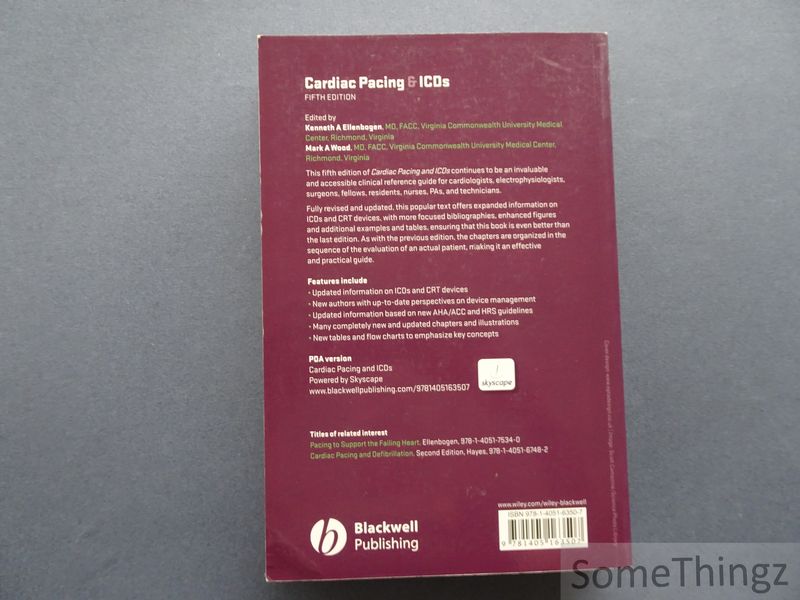 Cardiac Pacing & ICDs
FIFTH EDITION
Edited by
Kenneth A Ellenbogen, MD, FACC, Virginia Commonwealth University Medical
Center, Richmond, Virginia
Mark A Wood, MD, FACC, Virginia Commonwealth University Medical Center,
Richmond, Virginia
This fifth edition of Cardiac Pacing and ICDs continues to be an invaluable
and accessible clinical reference guide for cardiologists, electrophysiologists,
surgeons, fellows, residents, nurses, PAs, and technicians.
Fully revised and updated, this popular text offers expanded information on
ICDs and CRT devices, with more focused bibliographies, enhanced figures
and additional examples and tables, ensuring that this book is even better than
the last edition. As with the previous edition, the chapters are organized in the
sequence of the evaluation of an actual patient, making it an effective
and practical guide.
Features include
• Updated information on ICDs and CRT devices
• New authors with up-to-date perspectives on device management
• Updated information based on new AHA/ACC and HRS guidelines
• Many completely new and updated chapters and illustrations
• New tables and flow charts to emphasize key concepts
PDA version
Cardiac Pacing and ICDs
Powered by Skyscape
www.blackwellpublishing.com/9781405163507
skyscape
Titles of related interest
Pacing to Support the Failing Heart. Ellenbogen, 978-1-4051-7534-0
Cardiac Pacing and Defibrillation, Second Edition, Hayes, 978-1-4051-6748-2
www.wiley.com/wiley-blackwell
ISBN 978-1-4051-6350-7
9 781405 163507
Blackwell
Publishing
SomeThingz